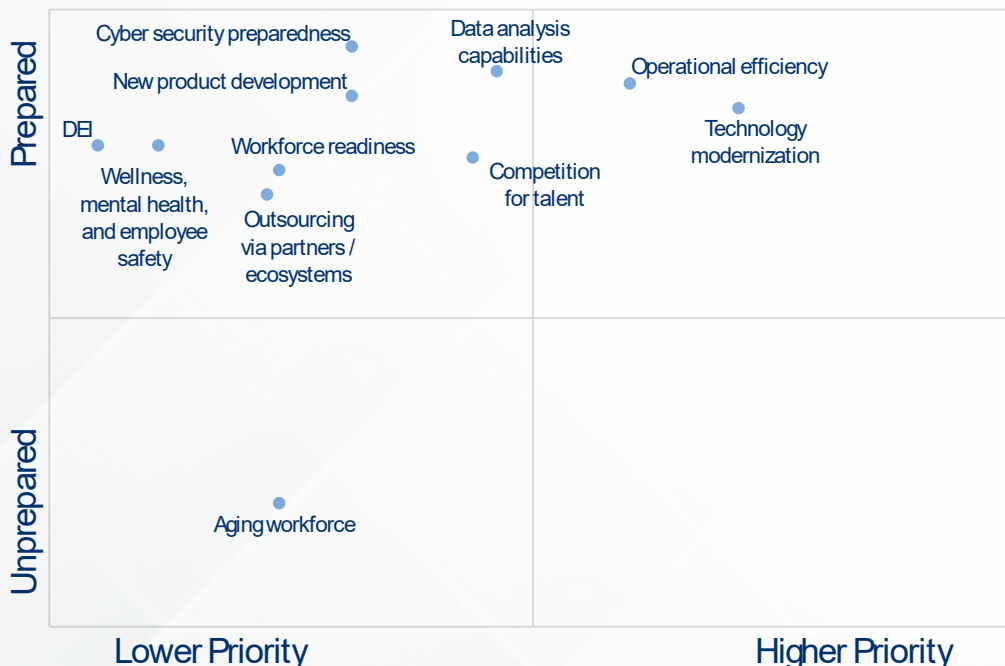 Prepared
Unprepared
Cyber security preparedness
Data analysis
capabilities
Operational efficiency
New product development
Technology
modernization
DEI
Workforce readiness
Wellness,
mental health,
and employee
safety
Competition
for talent
Outsourcing
via partners /
ecosystems
Aging workforce
Lower Priority
Higher Priority